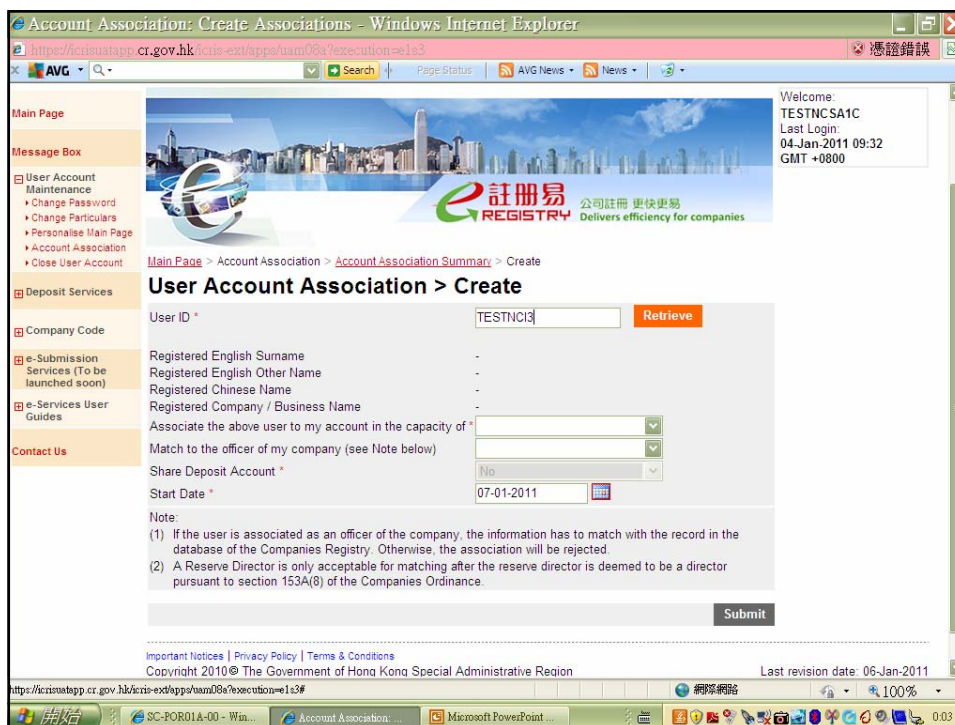 Account Association: Create Associations - Windows Internet Explorer
https://icrisuatapp.cr.gov.hk/icris-ext/apps/uam08a?execution=e1s3
憑證錯誤
AVG
Search
Page Status
AVG News
News
Main Page
Message Box
User Account Maintenance
Change Password
Change Particulars
Personalise Main Page
Account Association
Close User Account
Deposit Services
Company Code
e-Submission Services (To be launched soon)
e-Services User Guides
Contact Us
註冊易
REGISTRY
公司註冊 更快更易
Delivers efficiency for companies
Welcome:
TESTNCSA1C
Last Login:
04-Jan-2011 09:32
GMT +0800
Main Page > Account Association > Account Association Summary > Create
User Account Association > Create
User ID * TESTNCI3 Retrieve
Registered English Surname -
Registered English Other Name -
Registered Chinese Name -
Registered Company / Business Name -
Associate the above user to my account in the capacity of *
Match to the officer of my company (see Note below)
Share Deposit Account * No
Start Date * 07-01-2011
Note:
(1) If the user is associated as an officer of the company, the information has to match with the record in the
database of the Companies Registry. Otherwise, the association will be rejected.
(2) A Reserve Director is only acceptable for matching after the reserve director is deemed to be a director
pursuant to section 153A(8) of the Companies Ordinance.
Submit
Important Notices | Privacy Policy | Terms & Conditions
Copyright 2010© The Government of Hong Kong Special Administrative Region
Last revision date: 06-Jan-2011
https://icrisuatapp.cr.gov.hk/icris-ext/apps/uam08a?execution=e1s3#
網際網路
100%
開始
SC-POR01A-00 - Win...
Account Association: ...
Microsoft PowerPoint ...
0:03